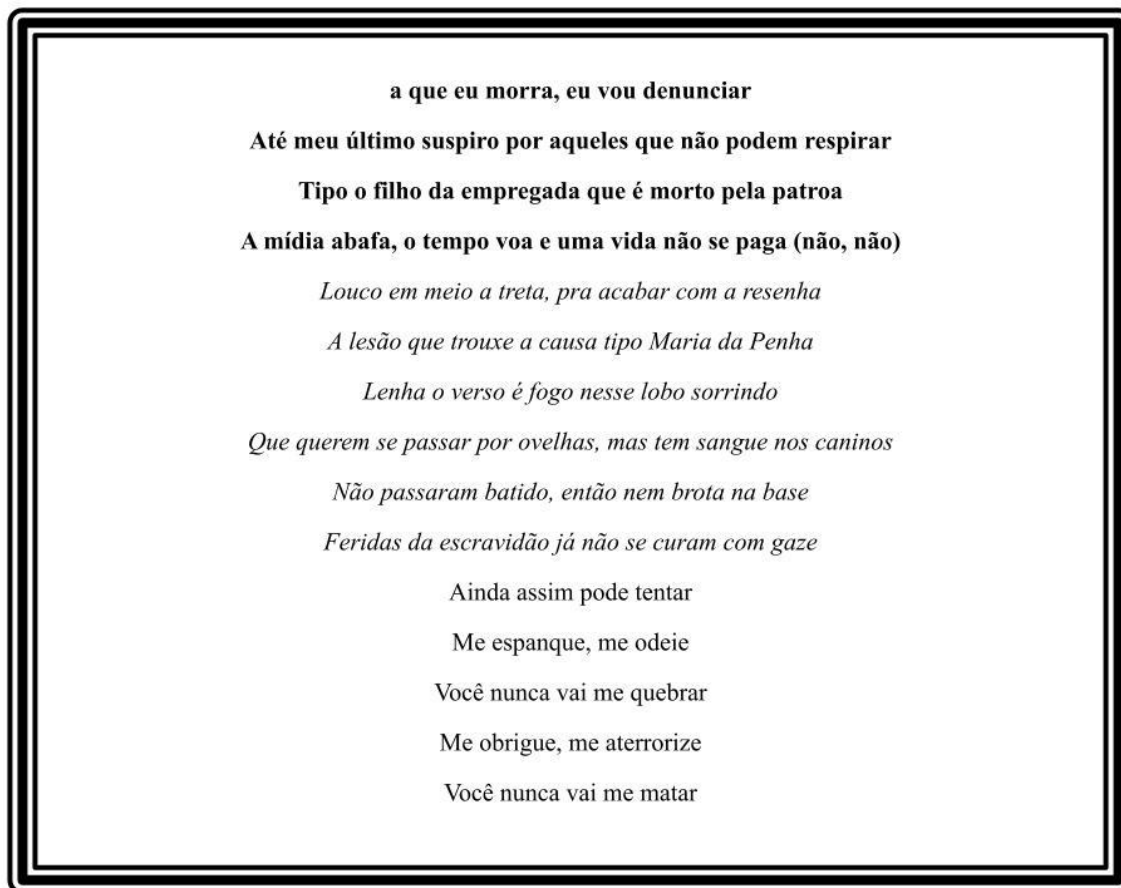 a que eu morra, eu vou denunciar
Até meu último suspiro por aqueles que não podem respirar
Tipo o filho da empregada que é morto pela patroa
A mídia abafa, o tempo voa e uma vida não se paga (não, não)
Louco em meio a treta, pra acabar com a resenha
A lesão que trouxe a causa tipo Maria da Penha
Lenha o verso é fogo nesse lobo sorrindo
Que querem se passar por ovelhas, mas tem sangue nos caninos
Não passaram batido, então nem brota na base
Feridas da escravidão já não se curam com gaze
Ainda assim pode tentar
Me espanque, me odeie
Você nunca vai me quebrar
Me obrigue, me aterrorize
Você nunca vai me matar